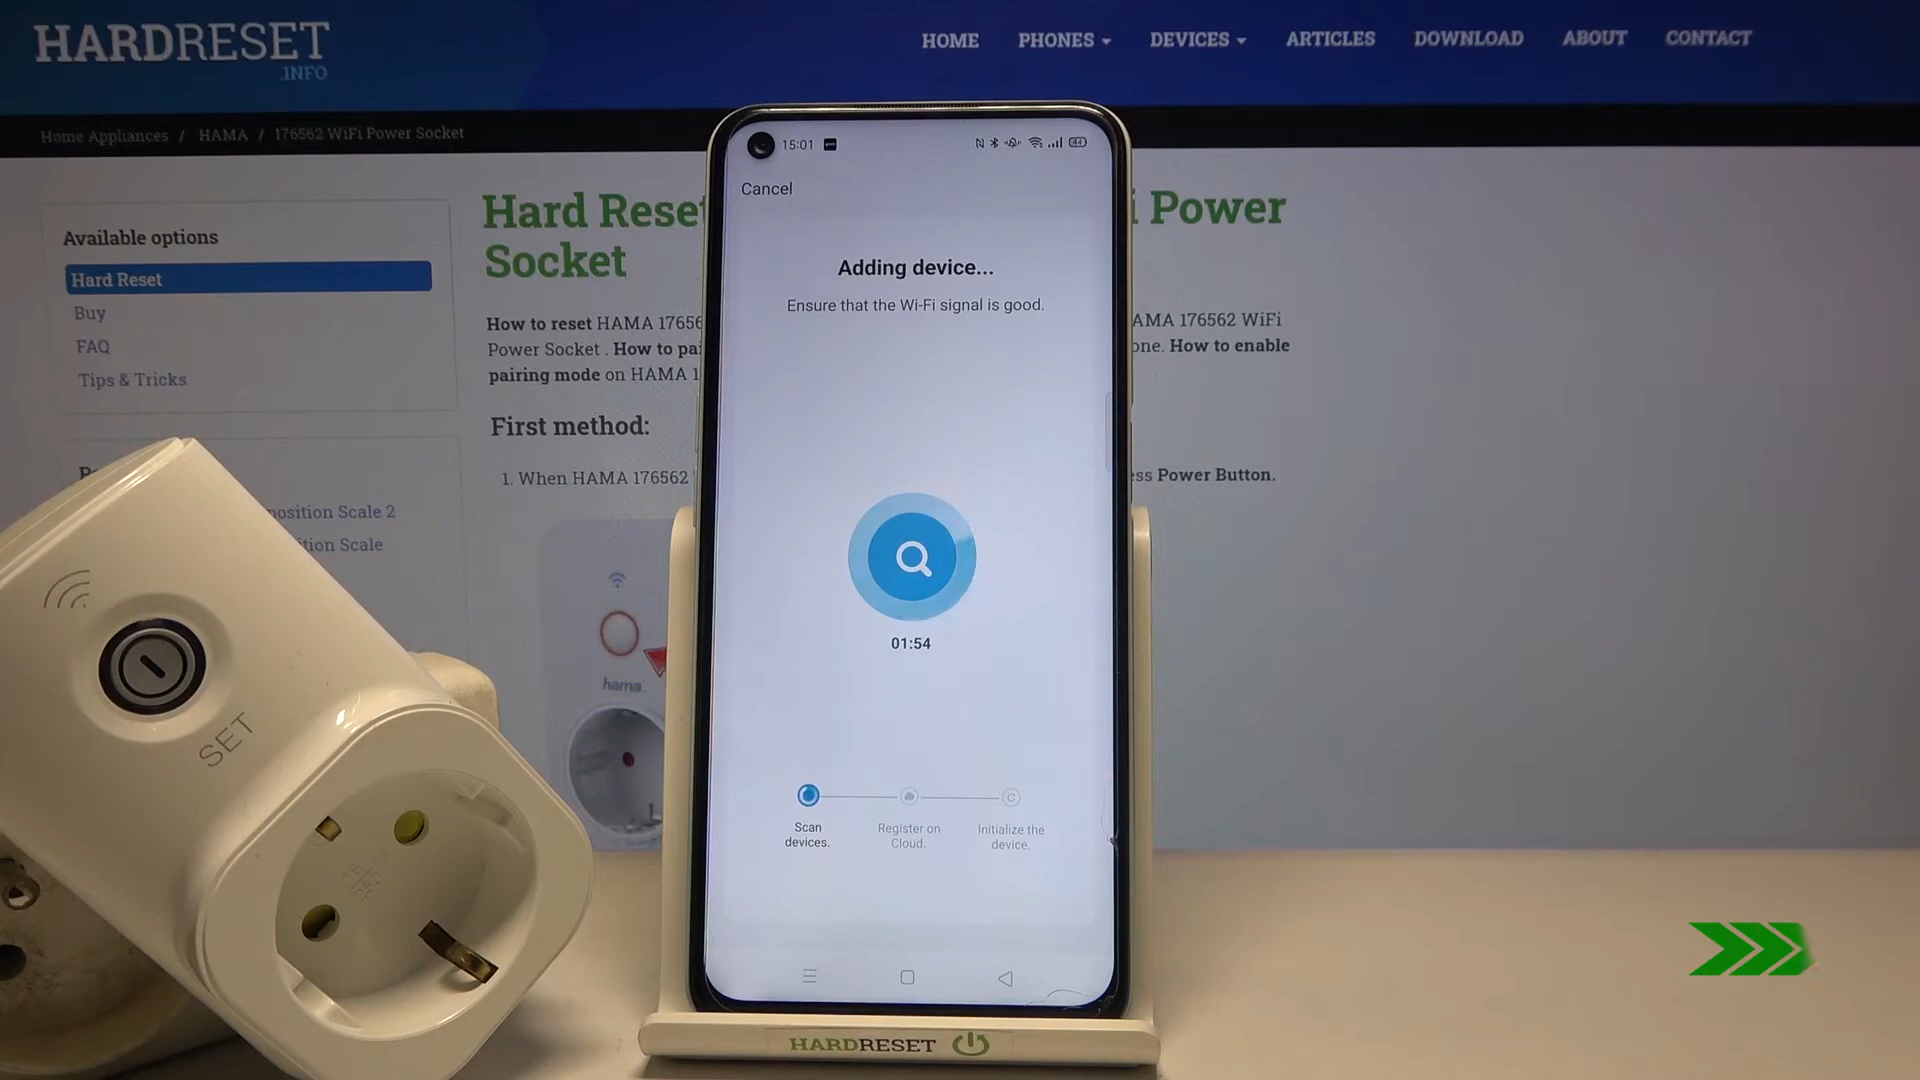 HARDRESET
.INFO
HOME PHONES DEVICES ARTICLES DOWNLOAD ABOUT CONTACT
Home Appliances / HAMA / 176562 WiFi Power Socket
Available options
Hard Reset
Buy
FAQ
Tips & Tricks
position Scale 2
ition Scale
Hard Reset i Power
Socket
How to reset HAMA 17656 AMA 176562 WiFi
Power Socket . How to pai one. How to enable
pairing mode on HAMA 1
First method:
1. When HAMA 176562 ss Power Button.
hama
15:01
Cancel
Adding device...
Ensure that the Wi-Fi signal is good.
01:54
Scan
devices.
Register on
Cloud.
Initialize the
device.
SET
HARDRESET